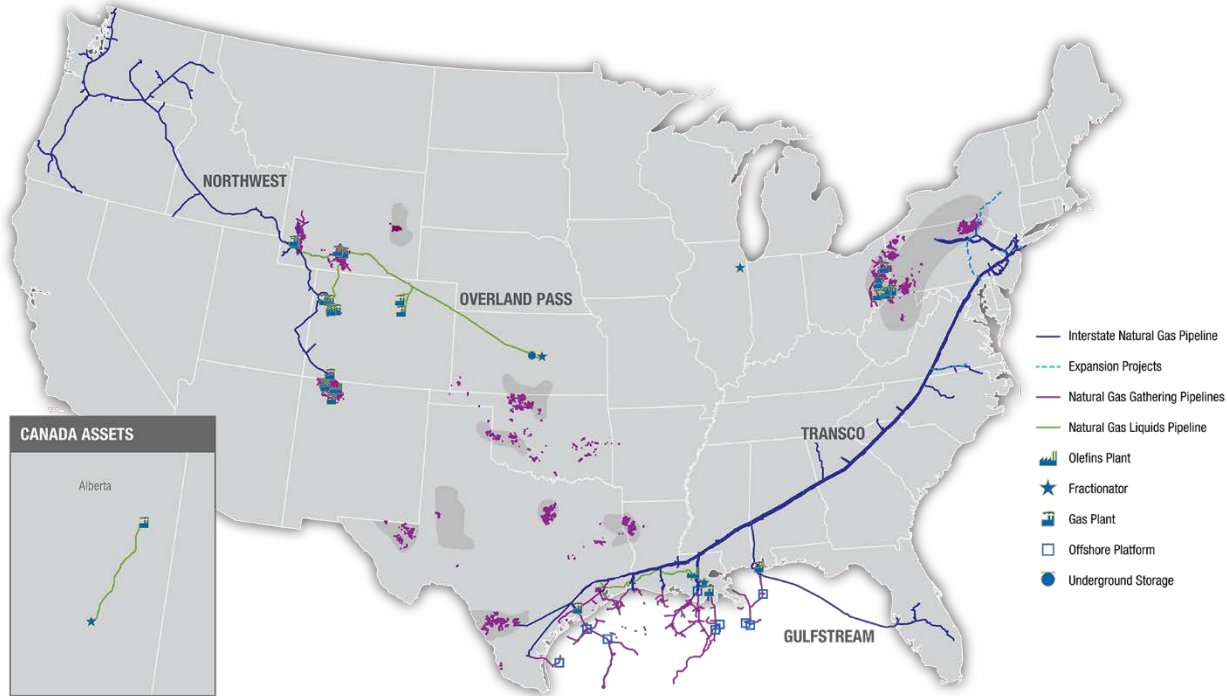 NORTHWEST
OVERLAND PASS
TRANSCO
GULFSTREAM
CANADA ASSETS
Alberta
Interstate Natural Gas Pipeline
Expansion Projects
Natural Gas Gathering Pipelines
Natural Gas Liquids Pipeline
Olefins Plant
Fractionator
Gas Plant
Offshore Platform
Underground Storage